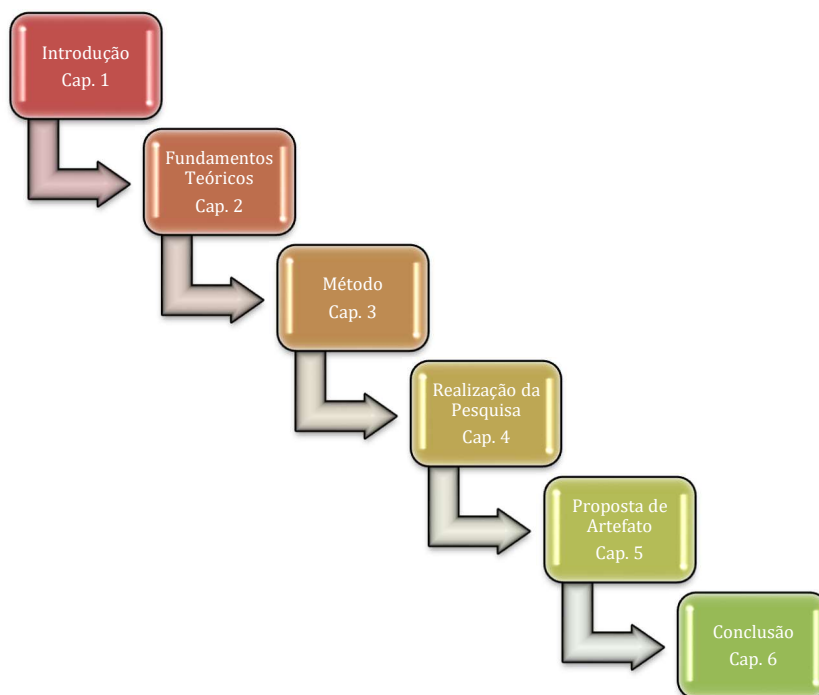 Introdução
Cap. 1
Fundamentos
Teóricos
Cap. 2
Método
Cap. 3
Realização da
Pesquisa
Cap. 4
Proposta de
Artefato
Cap. 5
Conclusão
Cap. 6